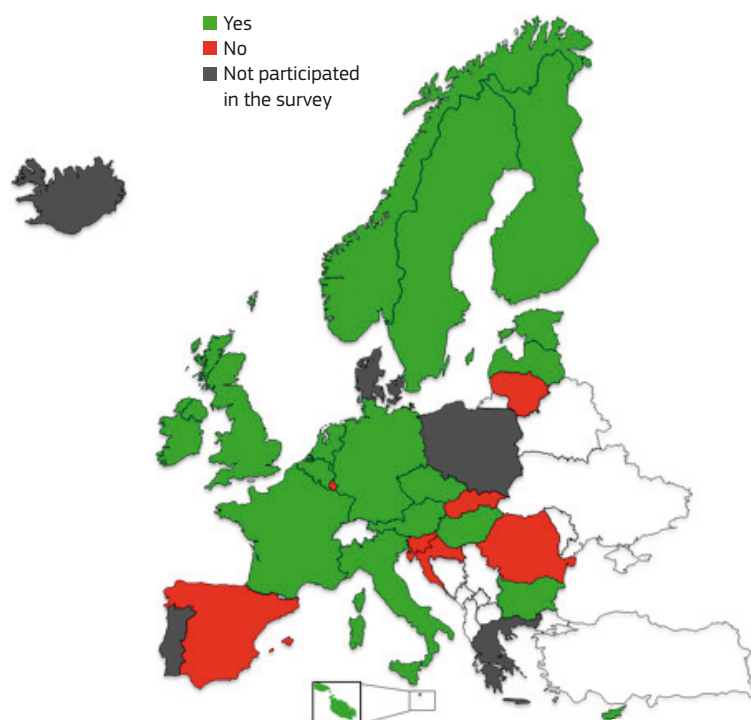 Yes
No
Not participated
in the survey